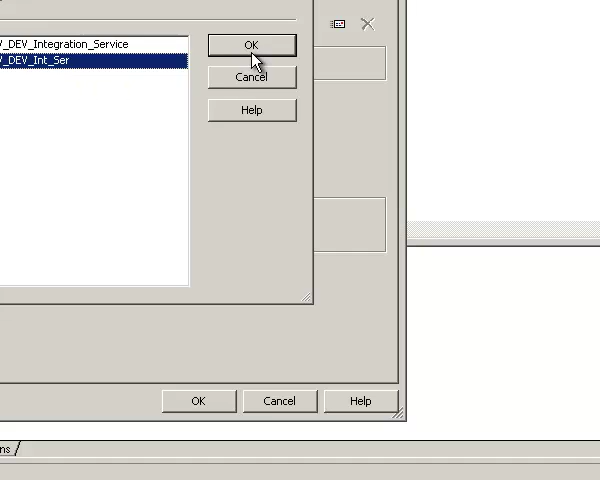 _DEV_Integration_Service
_DEV_Int_Ser
OK
Cancel
Help
OK
Cancel
Help
ns